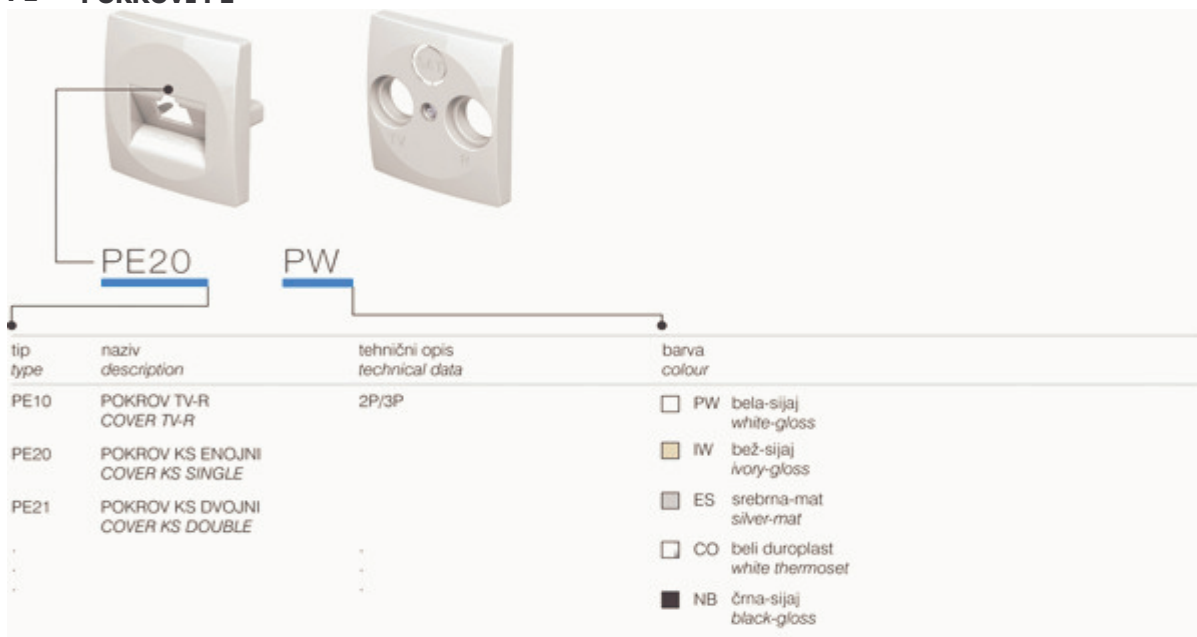 PE20 PW
tip naziv tehnični opis barva
type description technical data colour
PE10 POKROV TV-R 2P/3P
COVER TV-R
PE20 POKROV KS ENOJNI
COVER KS SINGLE
PE21 POKROV KS DVOJNI
COVER KS DOUBLE
PW bela-sijaj
white-gloss
IW bež-sijaj
ivory-gloss
ES srebrna-mat
silver-mat
CO beli duroplast
white thermoset
NB črna-sijaj
black-gloss